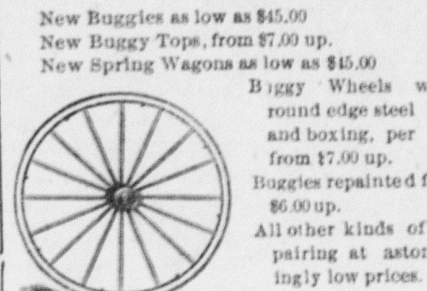 New Buggies as low as $45.00
New Buggy Tops, from $7.00 up.
New Spring Wagons as low as $45.00
Buggy Wheels w
round edge steel
and boxing, per
from $7.00 up.
Buggies repainted f
$6.00 up.
All other kinds of
pairing at aston
ingly low prices.